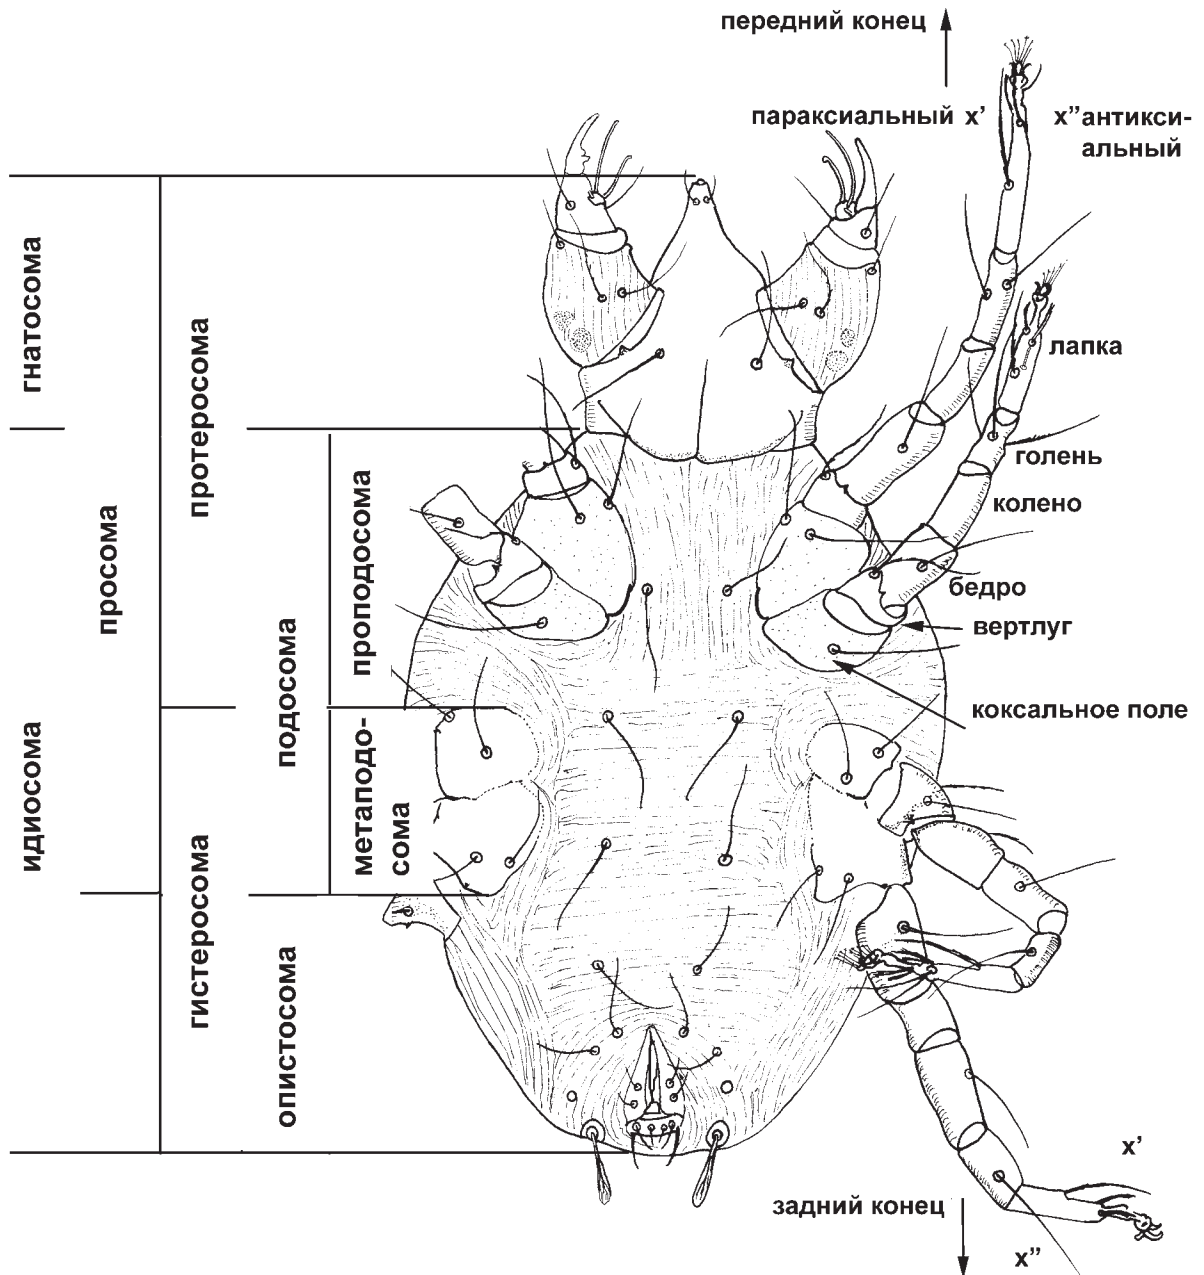 передний конец
параксиальный x' x" антикси-
альный
гнатосома
протеросома
лапка
голень
колено
просома
проподосома
бедро
вертлуг
подосома
коксальное поле
идиосома
метаподо-
сома
гистеросома
опистосома
x'
задний конец
x"